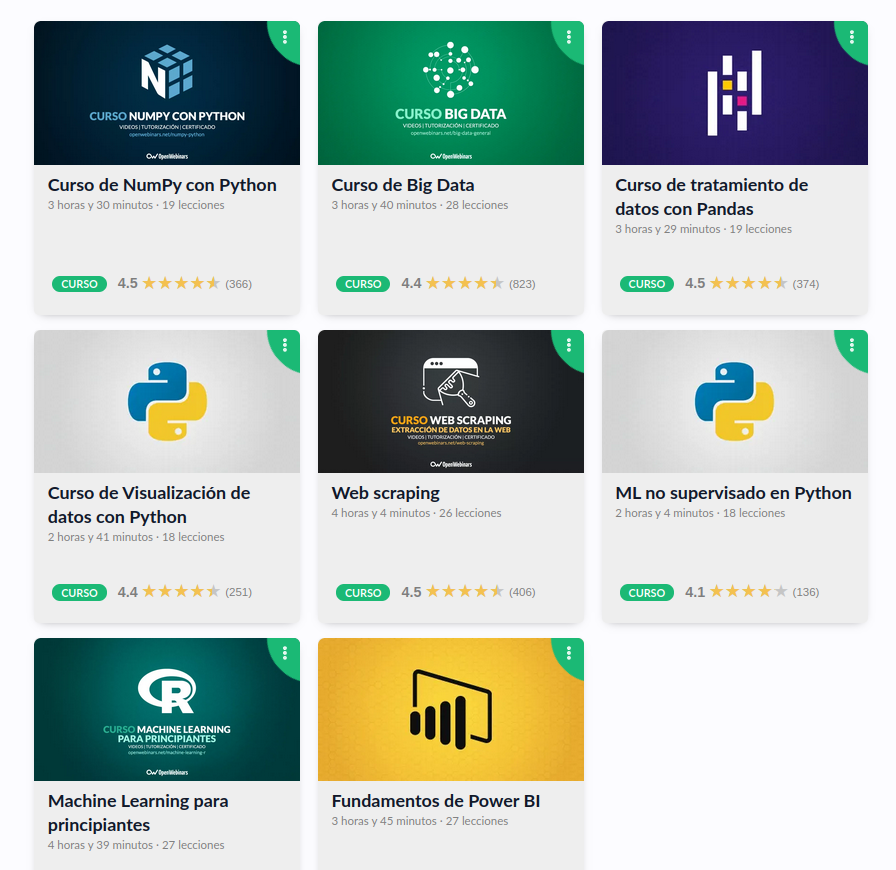 CURSO NUMPY CON PYTHON
VIDEOS | TUTORIZACIÓN | CERTIFICADO
openwebinars.net/numpy-python
OpenWebinars
Curso de NumPy con Python
3 horas y 30 minutos · 19 lecciones
CURSO 4.5 (366)
CURSO BIG DATA
VIDEOS | TUTORIZACIÓN | CERTIFICADO
openwebinars.net/big-data-general
OpenWebinars
Curso de Big Data
3 horas y 40 minutos · 28 lecciones
CURSO 4.4 (823)
Curso de tratamiento de
datos con Pandas
3 horas y 29 minutos · 19 lecciones
CURSO 4.5 (374)
Curso de Visualización de
datos con Python
2 horas y 41 minutos · 18 lecciones
CURSO 4.4 (251)
CURSO WEB SCRAPING
EXTRACCIÓN DE DATOS EN LA WEB
VIDEOS | TUTORIZACIÓN | CERTIFICADO
openwebinars.net/web-scraping
OpenWebinars
Web scraping
4 horas y 4 minutos · 26 lecciones
CURSO 4.5 (406)
ML no supervisado en Python
2 horas y 4 minutos · 18 lecciones
CURSO 4.1 (136)
R
CURSO MACHINE LEARNING
PARA PRINCIPIANTES
VIDEOS | TUTORIZACIÓN | CERTIFICADO
openwebinars.net/machine-learning-r
OpenWebinars
Machine Learning para
principiantes
4 horas y 39 minutos · 27 lecciones
Fundamentos de Power BI
3 horas y 45 minutos · 27 lecciones